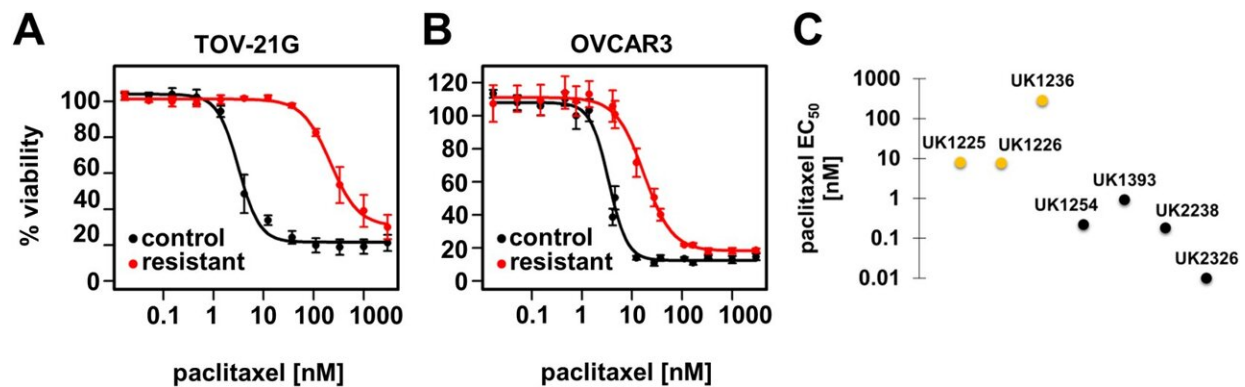 A
TOV-21G
% viability
100
80
60
40
20
0
control
resistant
0.1 1 10 100 1000
paclitaxel [nM]
B
OVCAR3
120
100
80
60
40
20
0
control
resistant
0.1 1 10 100 1000
paclitaxel [nM]
C
paclitaxel EC50
[nM]
1000
100
10
1
0.1
0.01
UK1236
UK1225
UK1226
UK1393
UK1254
UK2238
UK2326